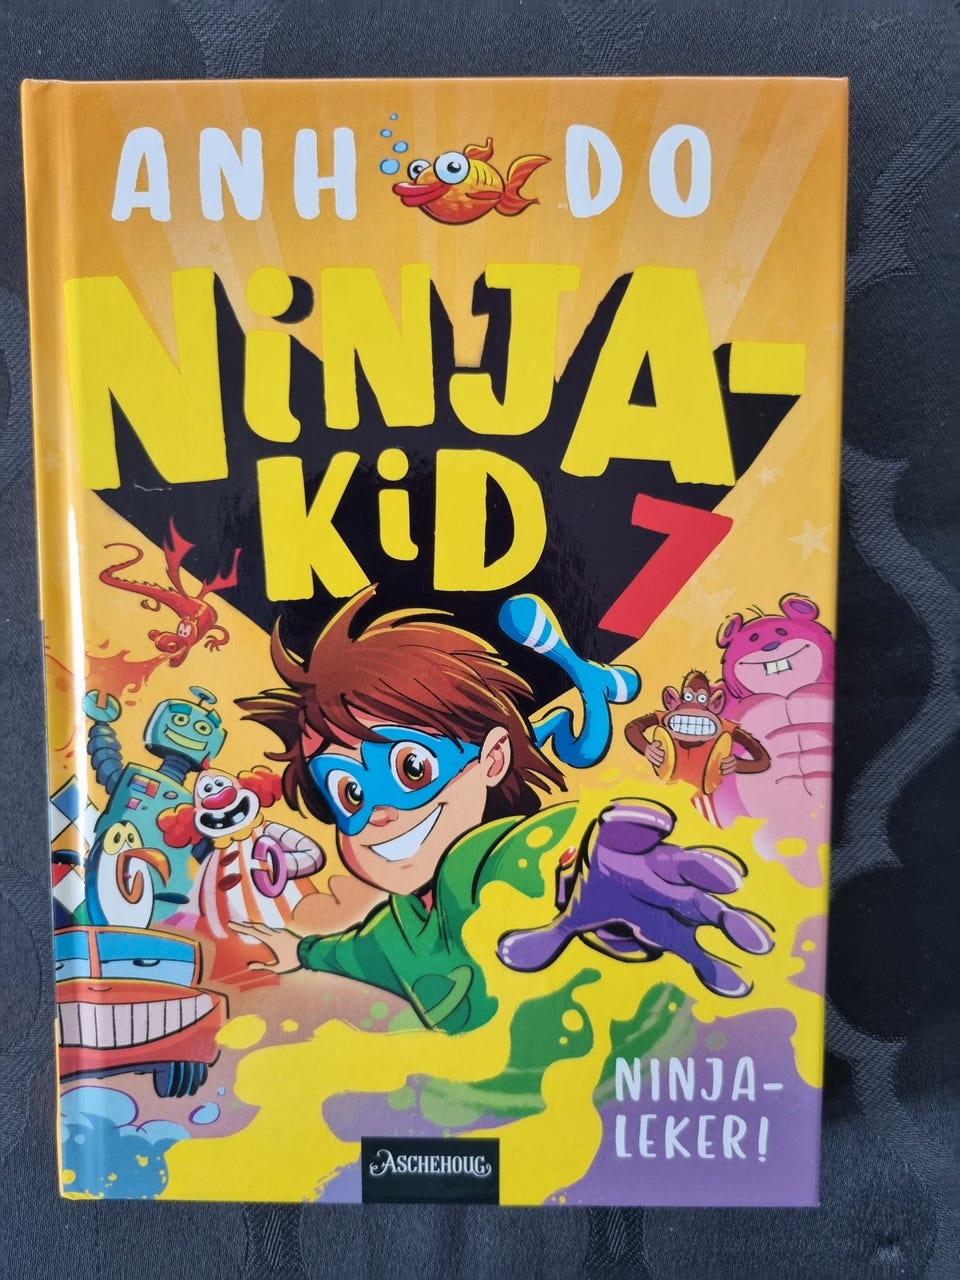 ANH DO
NiNJA-
KiD 7
NINJA-
LEKER!
ASCHEHOUG